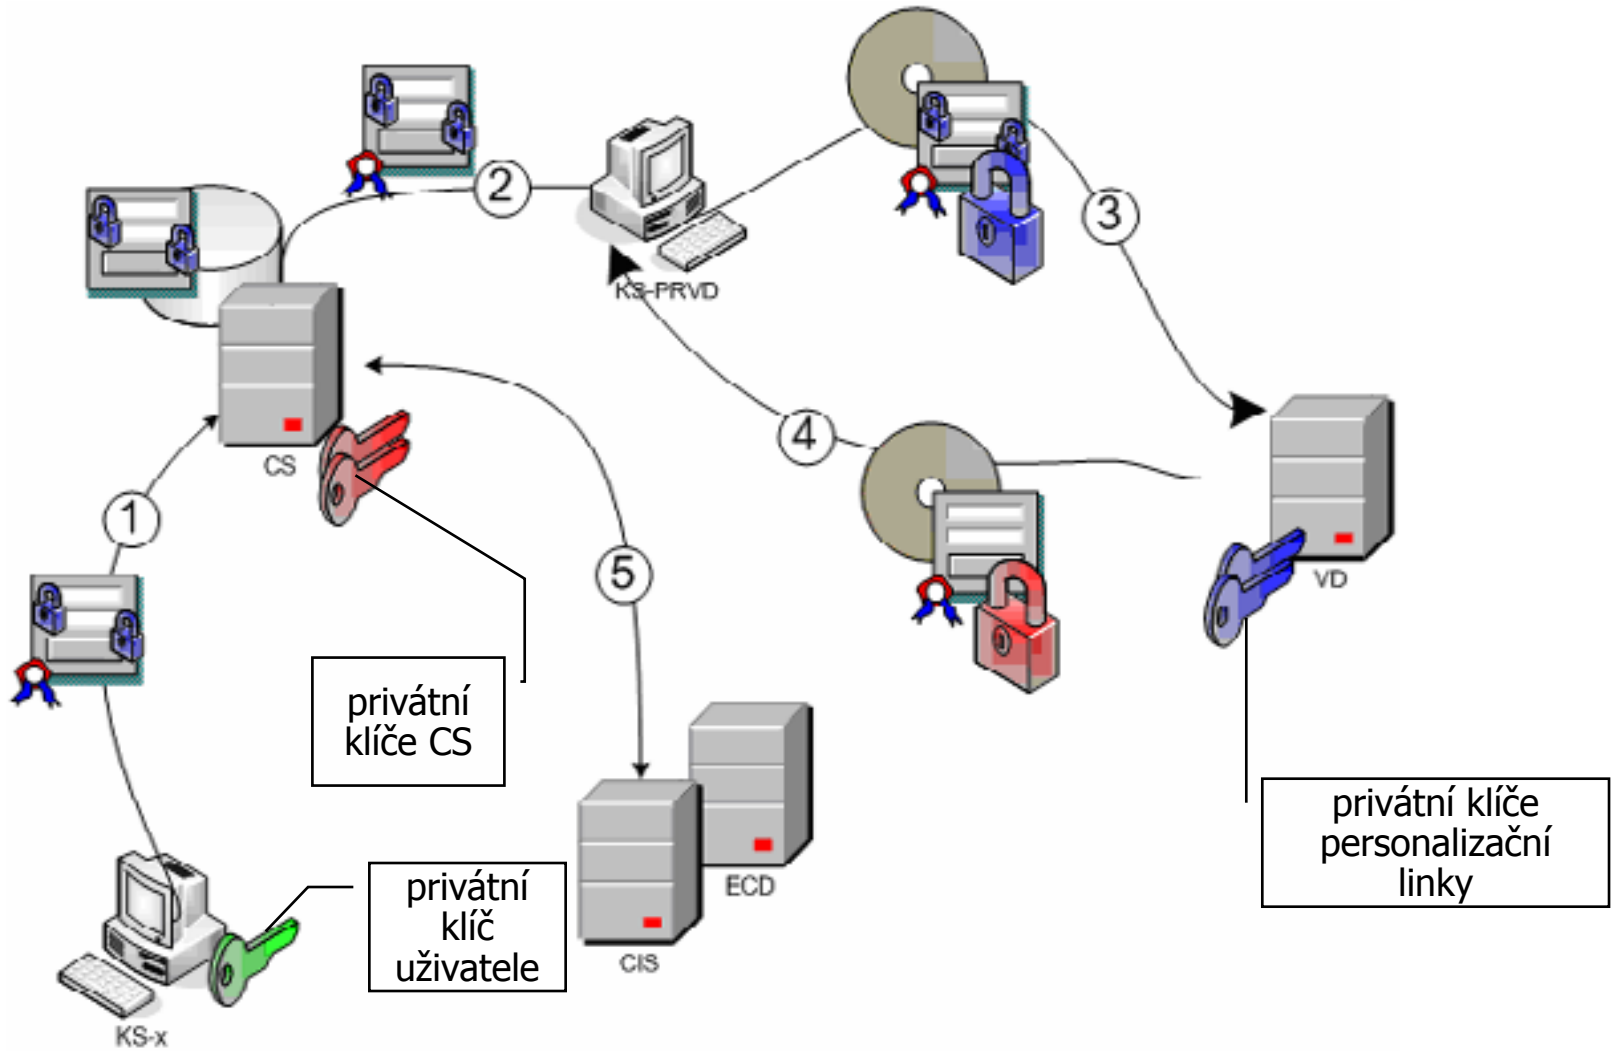 2
3
KS-PRVD
CS
4
1
5
VD
privátní
klíče CS
privátní klíče
personalizační
linky
privátní
klíč
uživatele
ECD
CIS
KS-x